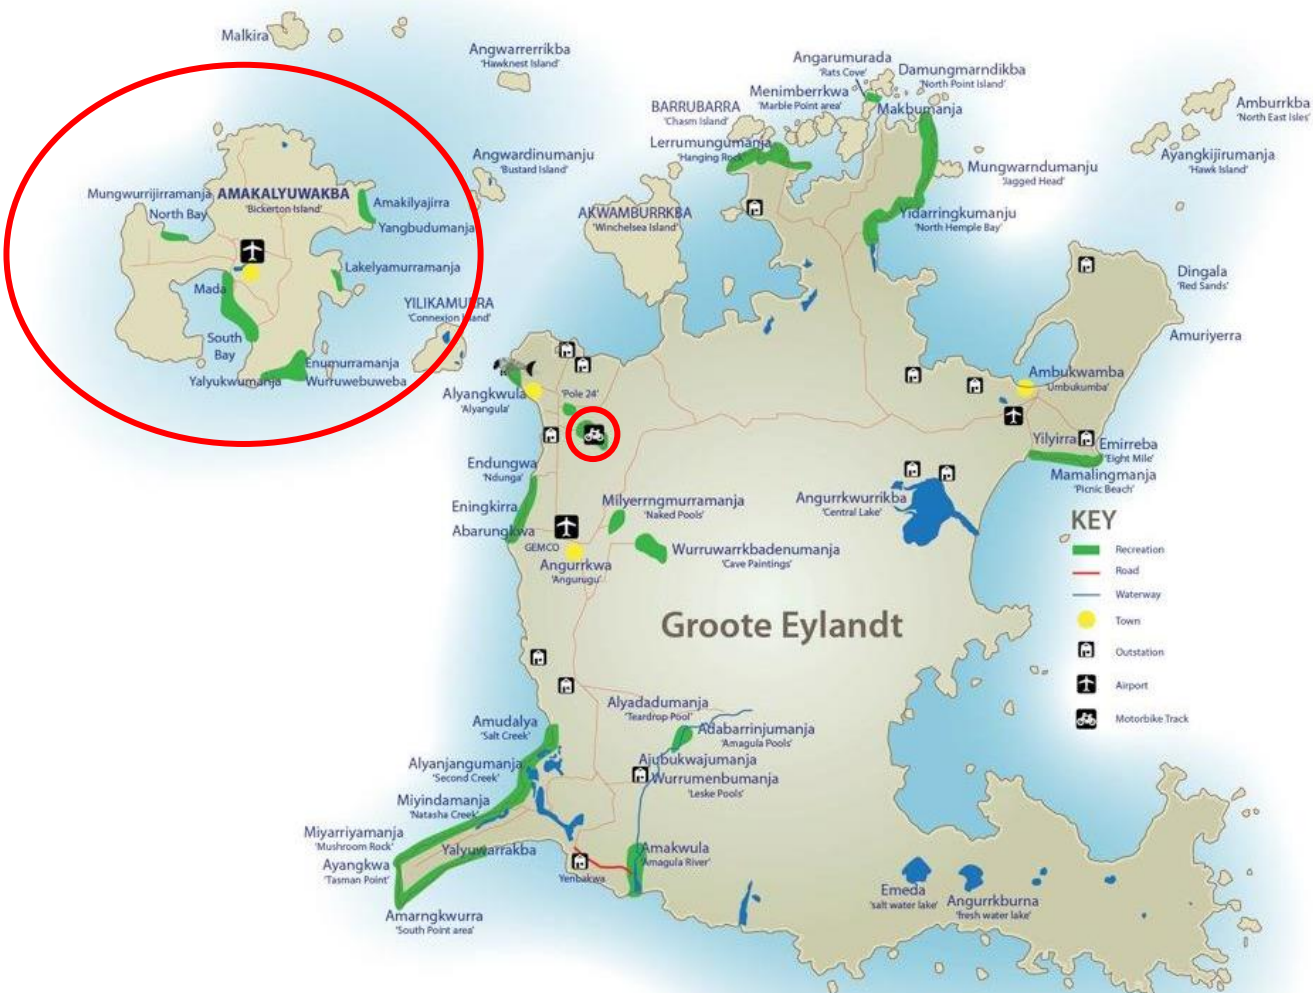 Malkira
Angwarrerrikba
'Hawknest Island'
Angarumurada
'Rats Cove'
Damungmarndikba
'North Point Island'
Menimberrkwa
'Marble Point area'
Makbumanja
BARRUBARRA
'Chasm Island'
Lerrumungumanja
'Hanging Rock'
Amburrkba
'North East Isles'
Ayangkijirumanja
'Hawk Island'
Mungwarndumanju
'Jagged Head'
Angwardinumanju
'Bustard Island'
Mungwurrijirramanja
North Bay
AMAKALYUWAKBA
'Bickerton Island'
Amakilyajirra
Yangbudumanja
AKWAMBURRKBA
'Winchelsea Island'
Yidarringkumanju
'North Hemple Bay'
Lakelyamurramanja
Mada
South
Bay
YILIKAMURRA
'Connexion Island'
Dingala
'Red Sands'
Amuriyerra
Enumurramanja
Yalyukwumanja
Wurruwebuweba
Alyangkwula
'Alyangula'
'Pole 24'
Ambukwamba
'Umbukumba'
Endungwa
'Ndunga'
Yilyirra
Emirreba
'Eight Mile'
Mamalingmanja
'Picnic Beach'
Eningkirra
Abarungkwa
Milyerrngmurramanja
'Naked Pools'
Angurrkwurrikba
'Central Lake'
GEMCO
Angurrkwa
'Angurugu'
Wurruwarrkbadenumanja
'Cave Paintings'
KEY
Recreation
Road
Waterway
Town
Outstation
Airport
Motorbike Track
Groote Eylandt
Alyadadumanja
'Teardrop Pool'
Adabarrinjumanja
'Amagula Pools'
Amudalya
'Salt Creek'
Alyanjangumanja
'Second Creek'
Ajubukwajumanja
Wurrumenbumanja
'Leske Pools'
Miyindamanja
'Natasha Creek'
Miyarriyamanja
'Mushroom Rock'
Ayangkwa
'Tasman Point'
Yalyuwarrakba
Yenbakwa
Amakwula
'Amagula River'
Amarngkwurra
'South Point area'
Emeda
'salt water lake'
Angurrkburna
'fresh water lake'